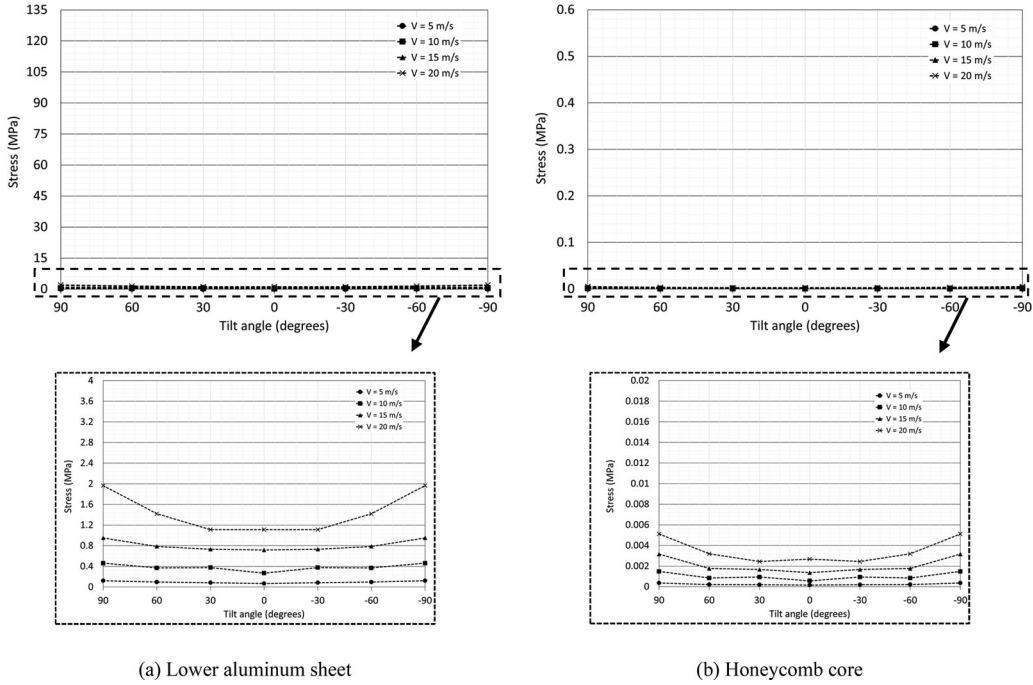 135
120
105
90
75
60
45
30
15
0
Stress (MPa)
V = 5 m/s
V = 10 m/s
V = 15 m/s
V = 20 m/s
90 60 30 0 -30 -60 -90
Tilt angle (degrees)
0.6
0.5
0.4
0.3
0.2
0.1
0
Stress (MPa)
V = 5 m/s
V = 10 m/s
V = 15 m/s
V = 20 m/s
90 60 30 0 -30 -60 -90
Tilt angle (degrees)
4
3.6
3.2
2.8
2.4
2
1.6
1.2
0.8
0.4
0
Stress (MPa)
V = 5 m/s
V = 10 m/s
V = 15 m/s
V = 20 m/s
90 60 30 0 -30 -60 -90
Tilt angle (degrees)
0.02
0.018
0.016
0.014
0.012
0.01
0.008
0.006
0.004
0.002
0
Stress (MPa)
V = 5 m/s
V = 10 m/s
V = 15 m/s
V = 20 m/s
90 60 30 0 -30 -60 -90
Tilt angle (degrees)
(a) Lower aluminum sheet
(b) Honeycomb core